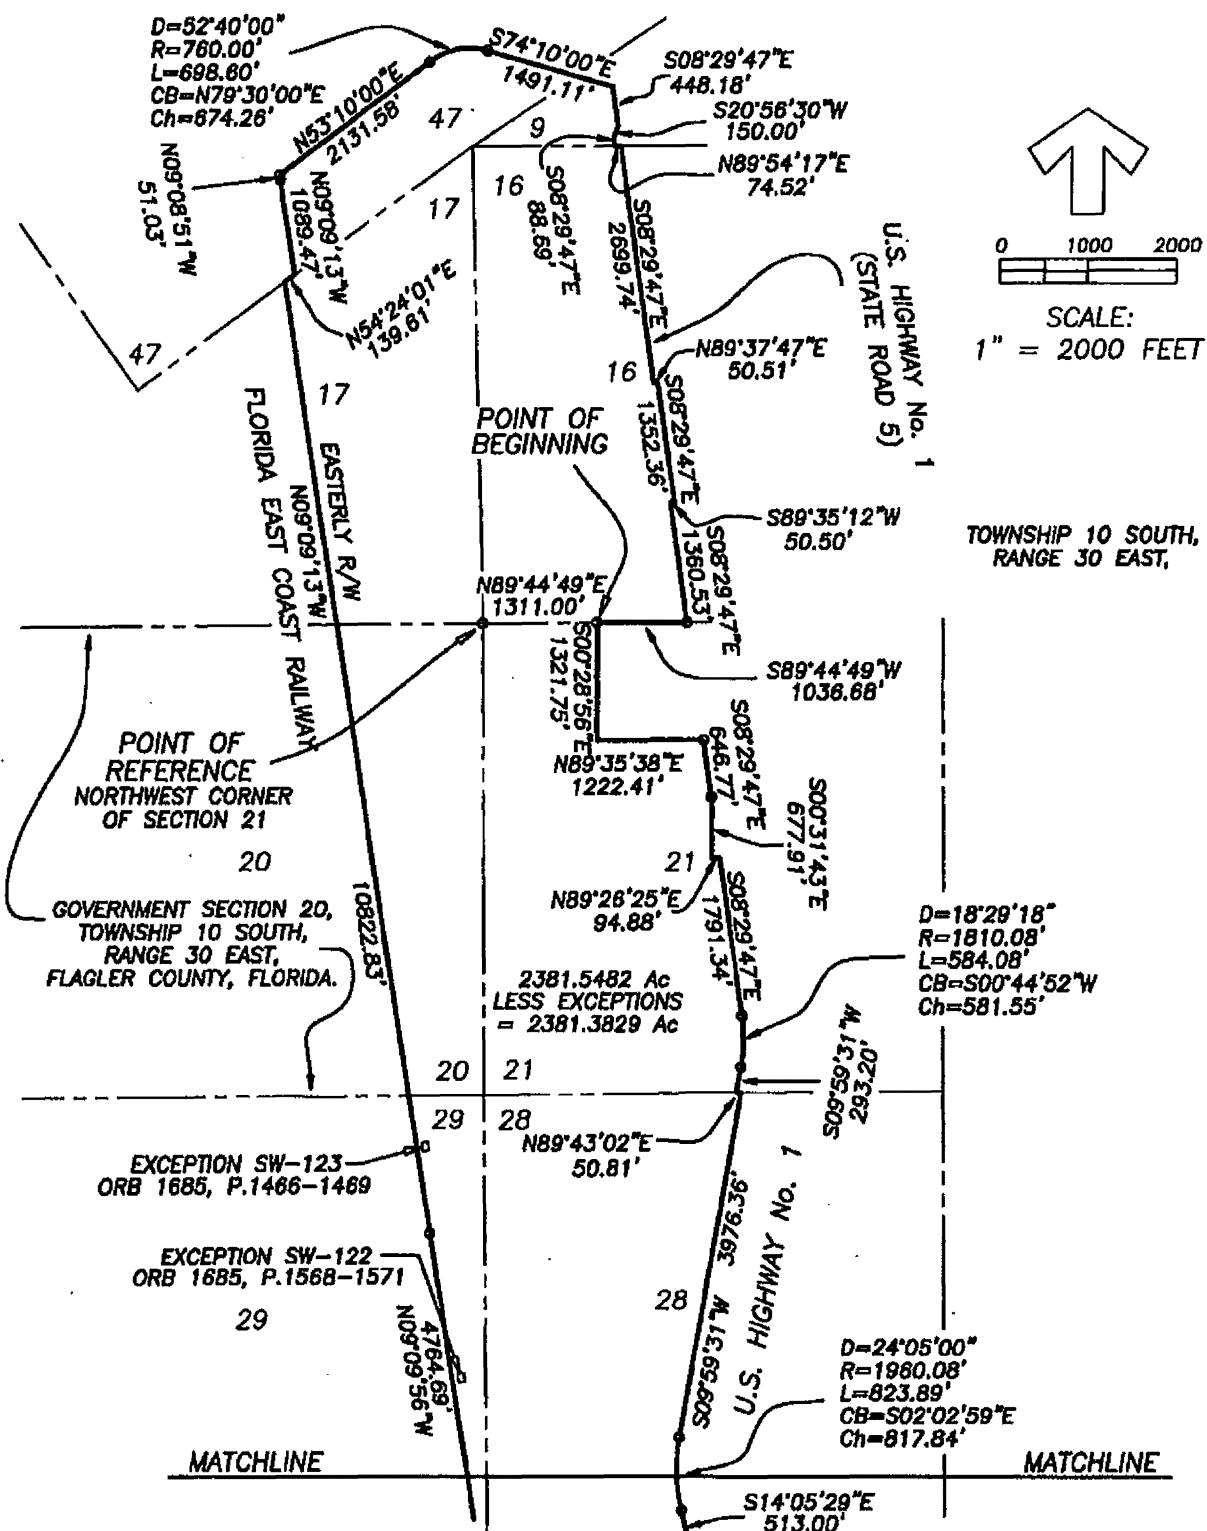 D=52°40'00"
R=760.00'
L=698.60'
CB=N79°30'00"E
Ch=674.26'
S74°10'00"E
1491.11'
S08°29'47"E
448.18'
S20°56'30"W
150.00'
N53°10'00"E
2131.58'
47
9
N89°54'17"E
74.52'
N09°08'51"W
51.03'
N09°09'13"W
1089.47'
17
16
S08°29'47"E
88.69'
S08°29'47"E
2699.74'
U.S. HIGHWAY No. 1
(STATE ROAD 5)
0 1000 2000
SCALE:
1" = 2000 FEET
N54°24'01"E
139.61'
47
17
16
N89°37'47"E
50.51'
POINT OF
BEGINNING
S08°29'47"E
1352.36'
FLORIDA EAST COAST RAILWAY
EASTERLY R/W
N09°09'13"W
S89°35'12"W
50.50'
TOWNSHIP 10 SOUTH,
RANGE 30 EAST,
S08°29'47"E
1360.53'
N89°44'49"E
1311.00'
S00°28'56"E
1321.75'
S89°44'49"W
1036.68'
POINT OF
REFERENCE
NORTHWEST CORNER
OF SECTION 21
N89°35'38"E
1222.41'
S08°29'47"E
646.77'
S00°31'43"E
677.91'
20
21
N89°26'25"E
94.88'
S08°29'47"E
1791.34'
GOVERNMENT SECTION 20,
TOWNSHIP 10 SOUTH,
RANGE 30 EAST,
FLAGLER COUNTY, FLORIDA.
10822.83'
D=18°29'18"
R=1810.08'
L=584.08'
CB=S00°44'52"W
Ch=581.55'
2381.5482 Ac
LESS EXCEPTIONS
= 2381.3829 Ac
S09°59'31"W
293.20'
20 21
29 28
N89°43'02"E
50.81'
EXCEPTION SW-123
ORB 1685, P.1466-1469
EXCEPTION SW-122
ORB 1685, P.1568-1571
29
28
S09°59'31"W 3976.36'
U.S. HIGHWAY No. 1
4764.69'
N09°09'56"W
D=24°05'00"
R=1960.08'
L=823.89'
CB=S02°02'59"E
Ch=817.84'
MATCHLINE MATCHLINE
S14°05'29"E
513.00'